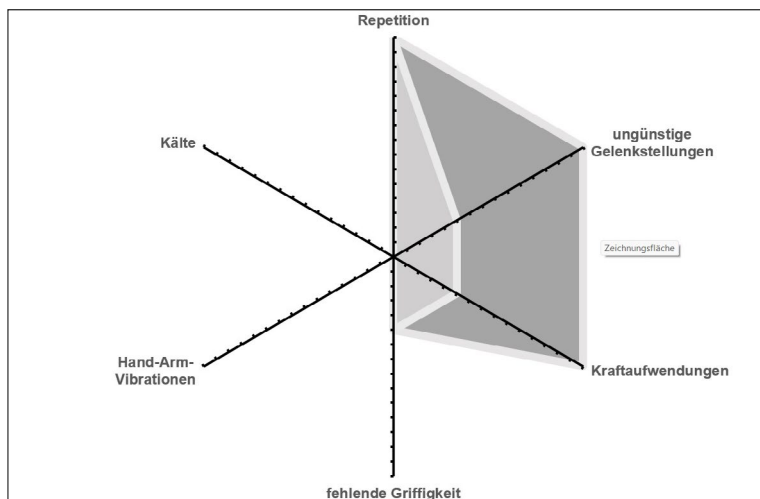 Repetition
ungünstige
Gelenkstellungen
Kälte
Zeichnungsfläche
Hand-Arm-
Vibrationen
Kraftaufwendungen
fehlende Griffigkeit